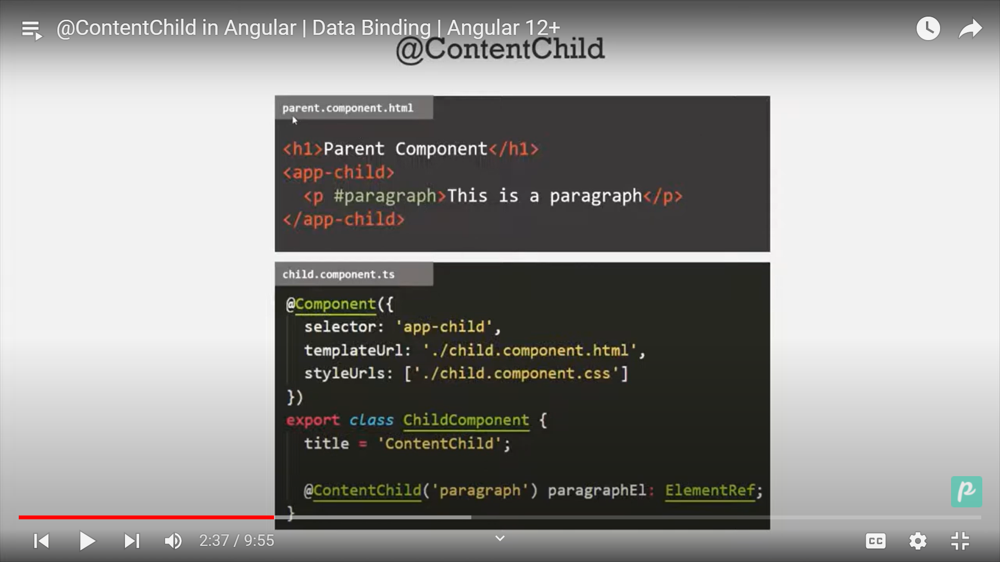 @ContentChild in Angular | Data Binding | Angular 12+
@ContentChild
parent.component.html
<h1>Parent Component</h1>
<app-child>
<p #paragraph>This is a paragraph</p>
</app-child>
child.component.ts
@Component({
selector: 'app-child',
templateUrl: './child.component.html',
styleUrls: ['./child.component.css']
})
export class ChildComponent {
title = 'ContentChild';
@ContentChild('paragraph') paragraphEl: ElementRef;
}
p
2:37 / 9:55
CC